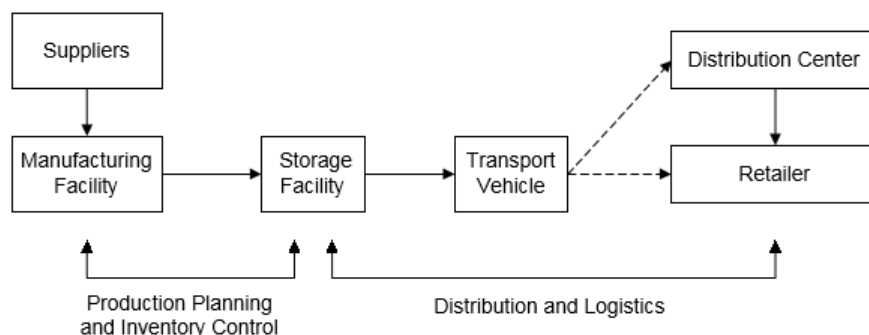 Suppliers
Distribution Center
Manufacturing
Facility
Storage
Facility
Transport
Vehicle
Retailer
Production Planning
and Inventory Control
Distribution and Logistics